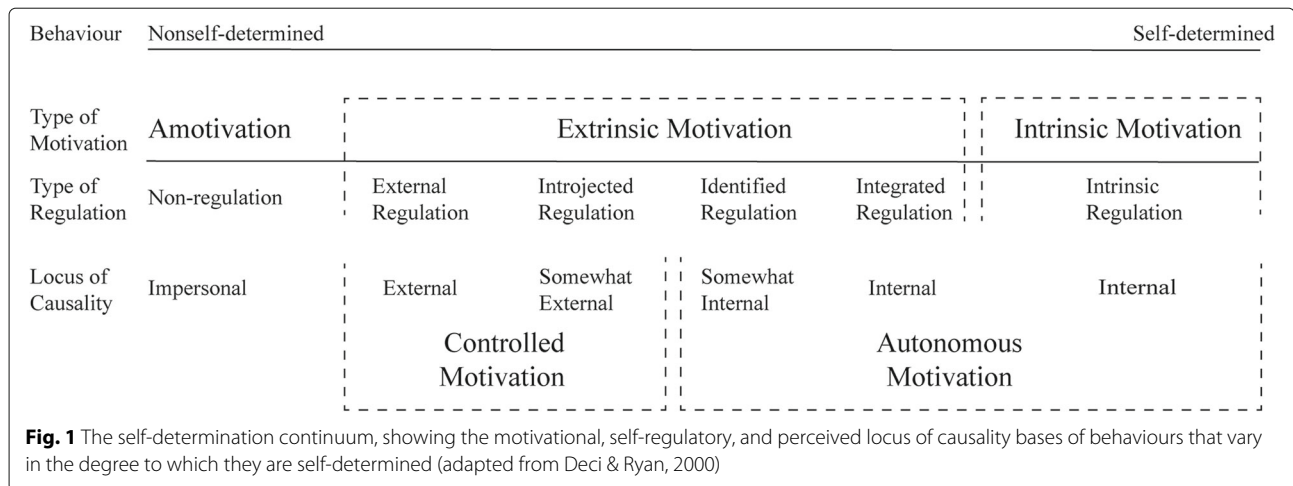 Behaviour Nonself-determined Self-determined
Type of
Motivation
Amotivation Extrinsic Motivation Intrinsic Motivation
Type of
Regulation
Non-regulation
External
Regulation
Introjected
Regulation
Identified
Regulation
Integrated
Regulation
Intrinsic
Regulation
Locus of
Causality
Impersonal
External
Somewhat
External
Somewhat
Internal
Internal
Internal
Controlled
Motivation
Autonomous
Motivation
Fig. 1 The self-determination continuum, showing the motivational, self-regulatory, and perceived locus of causality bases of behaviours that vary
in the degree to which they are self-determined (adapted from Deci & Ryan, 2000)